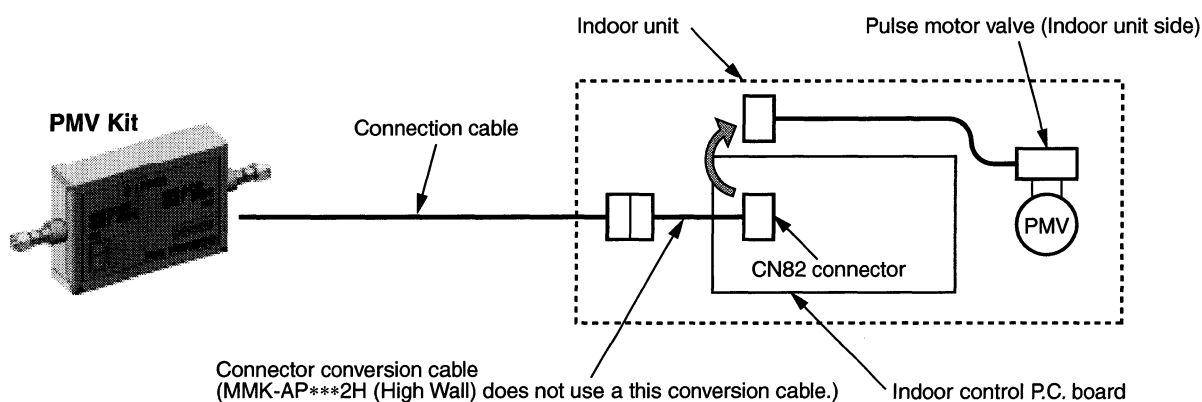 Indoor unit
Pulse motor valve (Indoor unit side)
PMV Kit
Connection cable
PMV
CN82 connector
Connector conversion cable
(MMK-AP***2H (High Wall) does not use a this conversion cable.)
Indoor control P.C. board